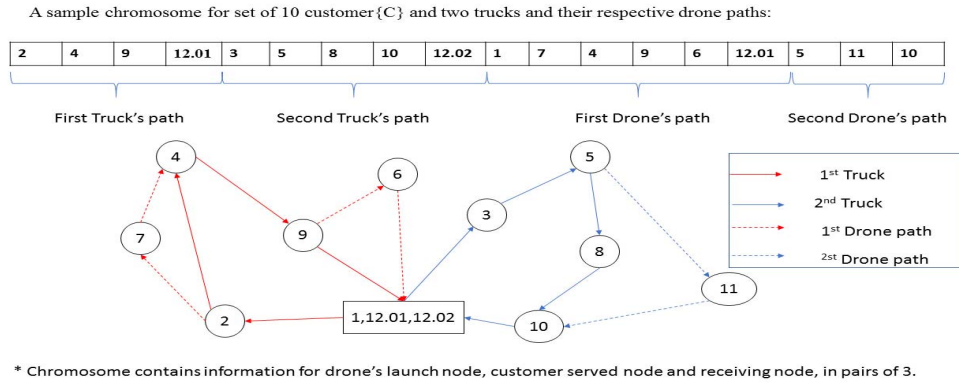 A sample chromosome for set of 10 customer{C} and two trucks and their respective drone paths:
2 4 9 12.01 3 5 8 10 12.02 1 7 4 9 6 12.01 5 11 10
First Truck's path Second Truck's path First Drone's path Second Drone's path
4
5
6
1st Truck
3
2nd Truck
7
9
1st Drone path
8
2st Drone path
11
2
1,12.01,12.02
10
* Chromosome contains information for drone's launch node, customer served node and receiving node, in pairs of 3.